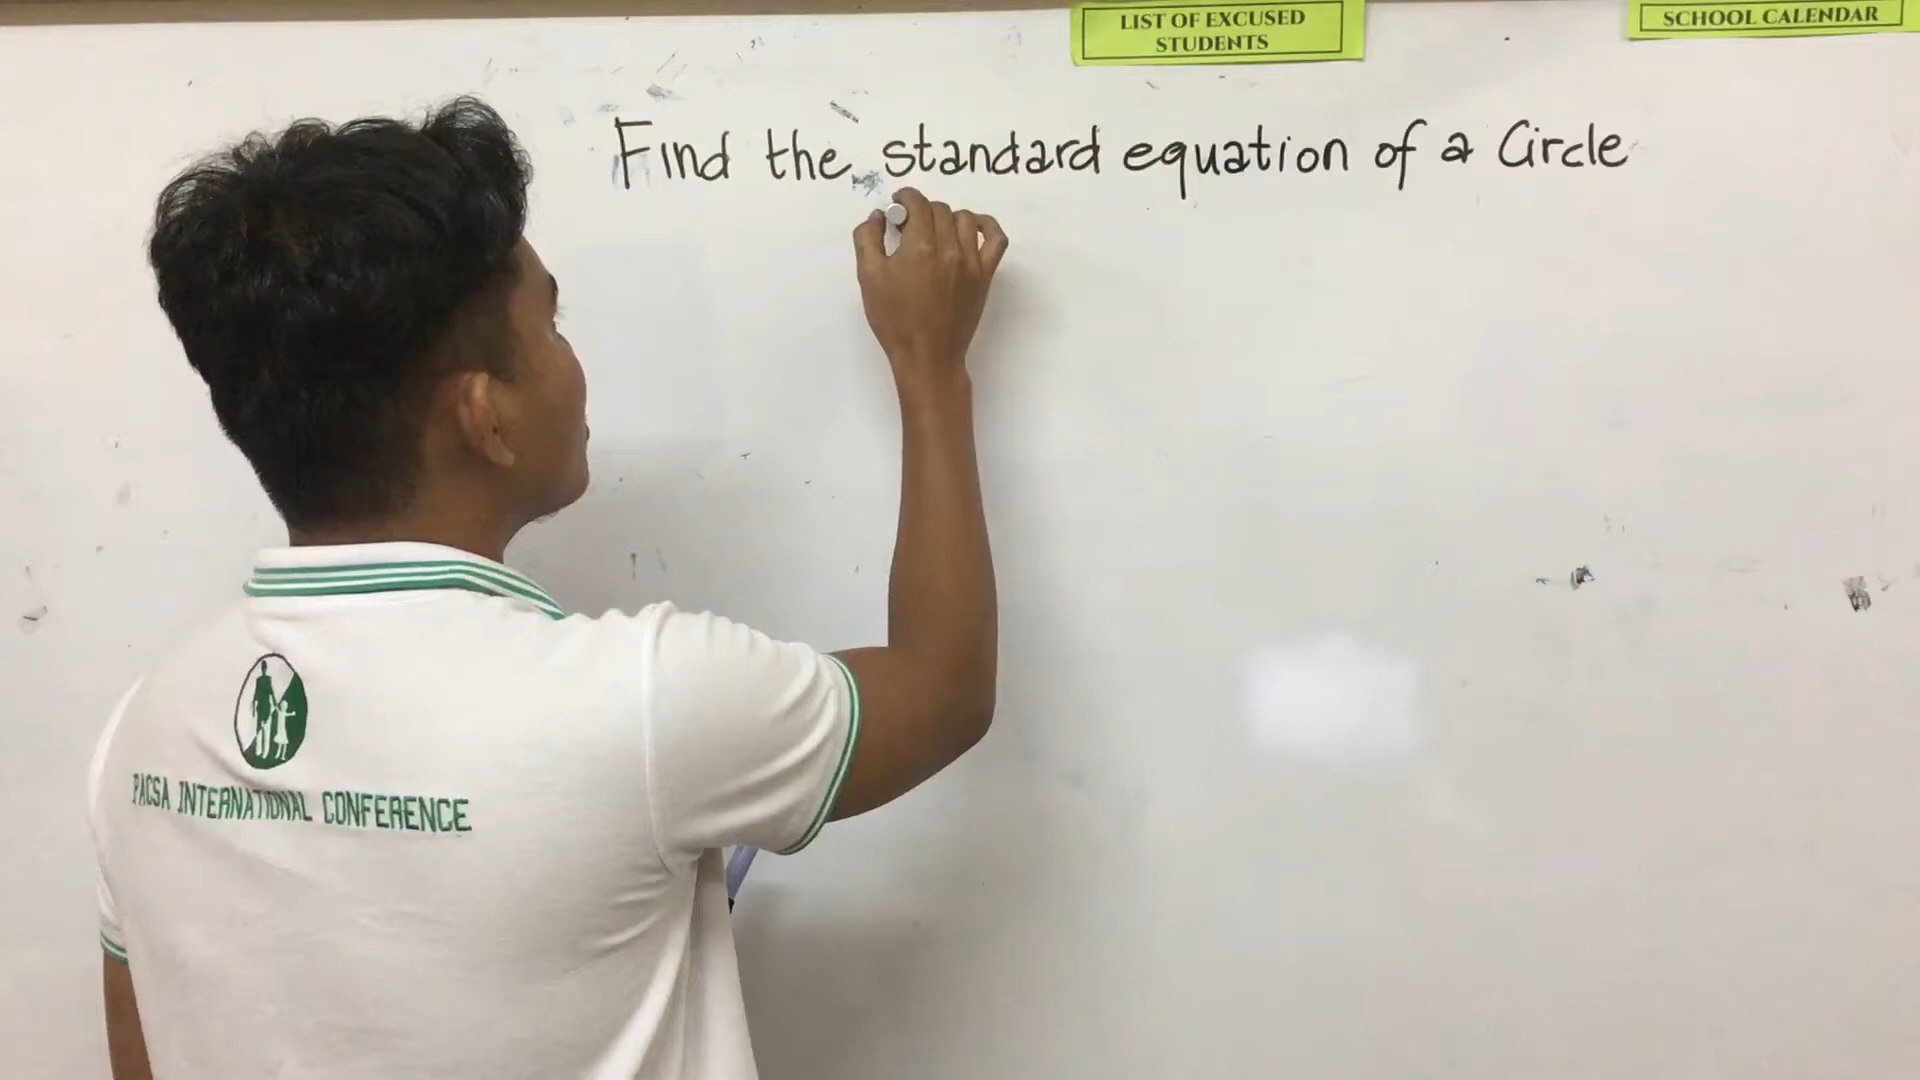 LIST OF EXCUSED
STUDENTS
SCHOOL CALENDAR
Find the standard equation of a Circle
PACSA INTERNATIONAL CONFERENCE